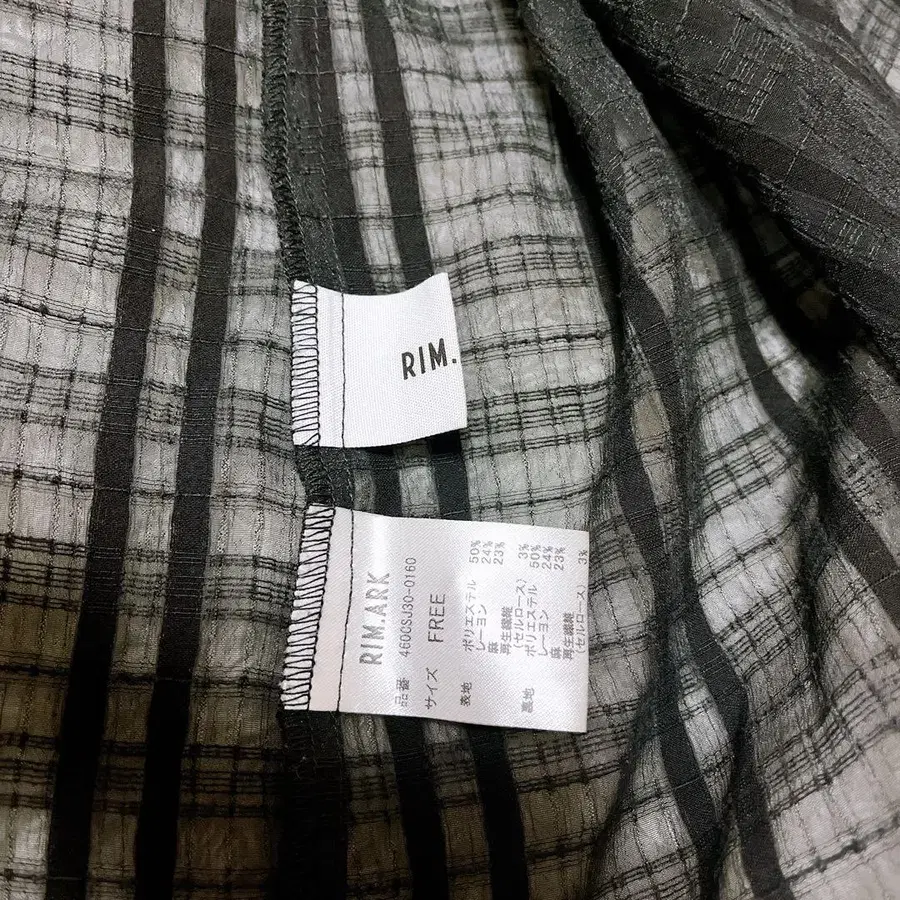 RIM.
RIM.ARK
品番 460GSJ30-0160
サイズ FREE
表地 ポリエステル 50%
レーヨン 24%
麻 23%
再生繊維
(セルロース) 3%
裏地 ポリエステル 50%
レーヨン 24%
麻 23%
再生繊維
(セルロース) 3%